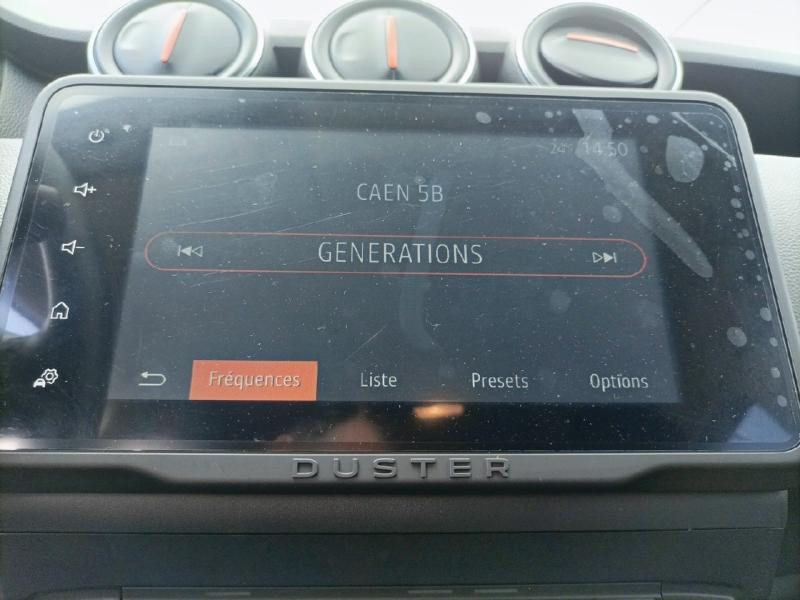 24° 14:50
CAEN 5B
GENERATIONS
Fréquences Liste Presets Options
DUSTER